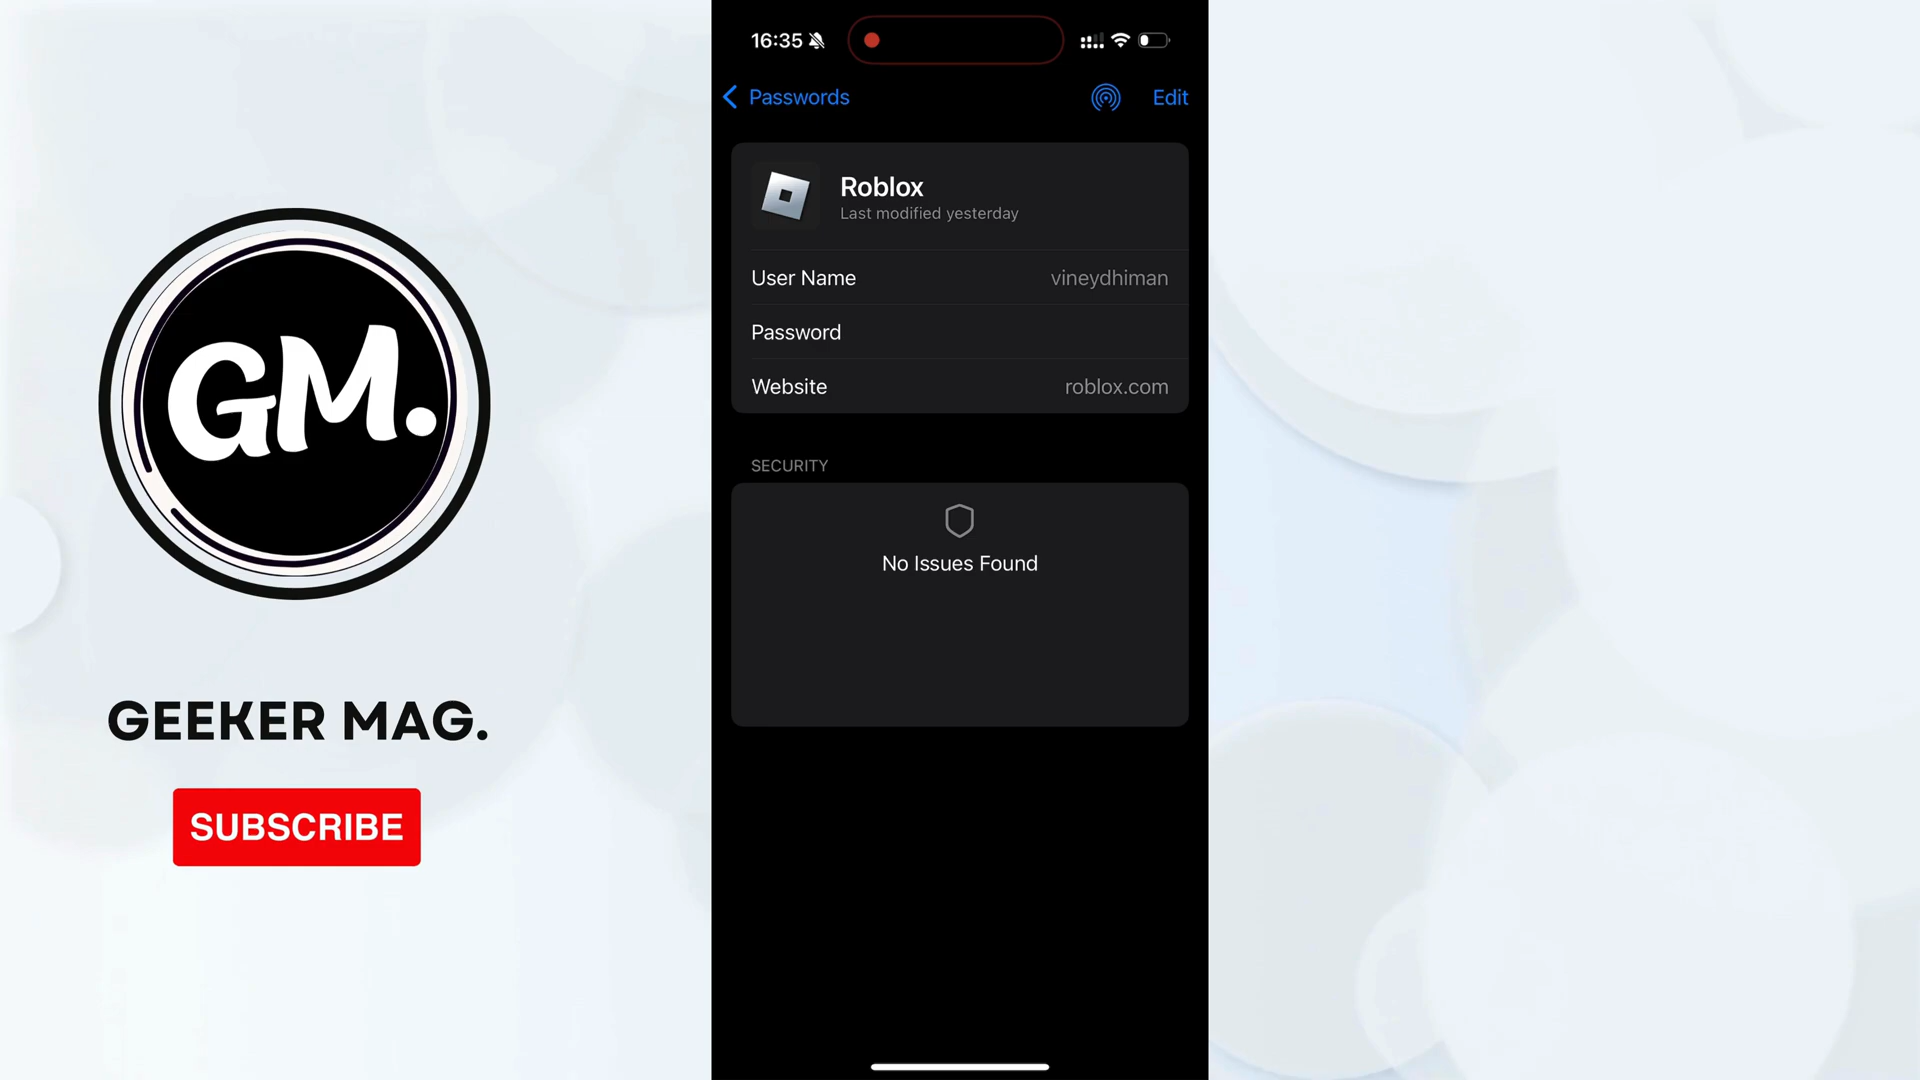 GM.
GEEKER MAG.
SUBSCRIBE
16:35
Passwords
Edit
Roblox
Last modified yesterday
User Name vineydhiman
Password
Website roblox.com
SECURITY
No Issues Found